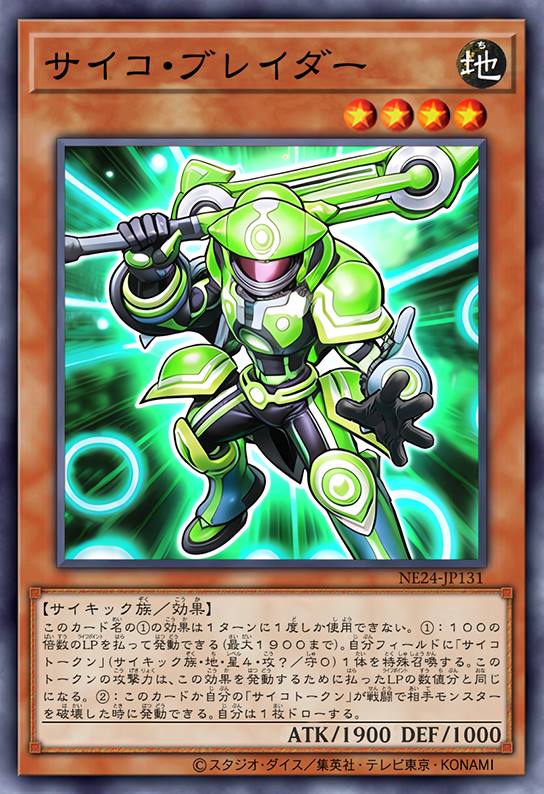 サイコ・ブレイダー
地
NE24-JP131
【サイキック族／効果】
このカード名の①の効果は１ターンに１度しか使用できない。①：１００の
倍数のLPを払って発動できる(最大１９００まで)。自分フィールドに「サイコ
トークン」(サイキック族・地・星４・攻？／守０)１体を特殊召喚する。この
トークンの攻撃力は、この効果を発動するために払ったLPの数値分と同じ
になる。②：このカードか自分の「サイコトークン」が戦闘で相手モンスター
を破壊した時に発動できる。自分は１枚ドローする。
ATK/1900 DEF/1000
©スタジオ・ダイス／集英社・テレビ東京・KONAMI